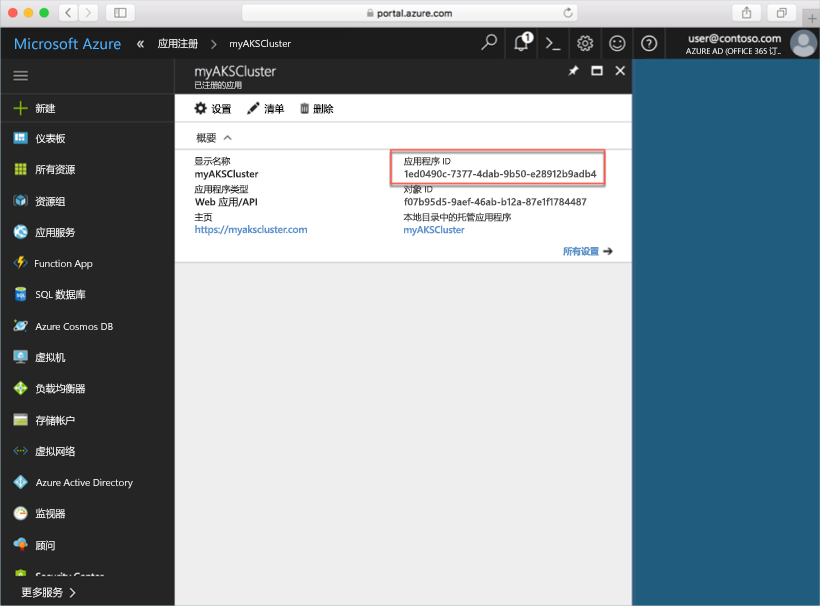 portal.azure.com
Microsoft Azure « 应用注册 > myAKSCluster
1
user@contoso.com
AZURE AD (OFFICE 365 订..
myAKSCluster
已注册的应用
设置 清单 删除
概要
显示名称
myAKSCluster
应用程序类型
Web 应用/API
主页
https://myakscluster.com
应用程序 ID
1ed0490c-7377-4dab-9b50-e28912b9adb4
对象 ID
f07b95d5-9aef-46ab-b12a-87e1f1784487
本地目录中的托管应用程序
myAKSCluster
所有设置
新建
仪表板
所有资源
资源组
应用服务
Function App
SQL 数据库
Azure Cosmos DB
虚拟机
负载均衡器
存储帐户
虚拟网络
Azure Active Directory
监视器
顾问
Security Center
更多服务